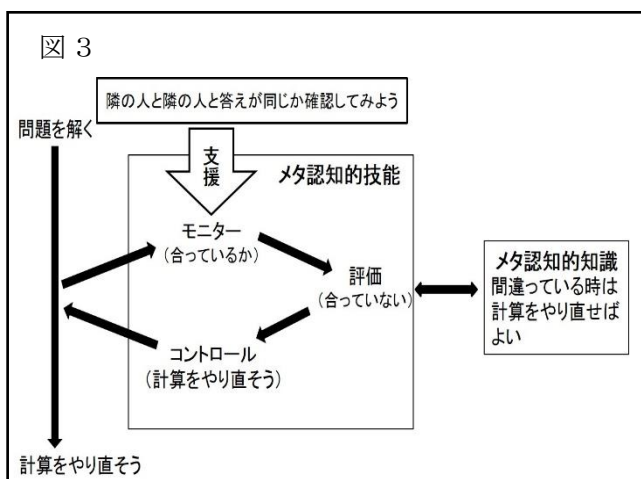 図3
隣の人と隣の人と答えが同じか確認してみよう
問題を解く
支援
メタ認知的技能
モニター
(合っているか)
評価
(合っていない)
メタ認知的知識
間違っている時は
計算をやり直せば
よい
コントロール
(計算をやり直そう)
計算をやり直そう